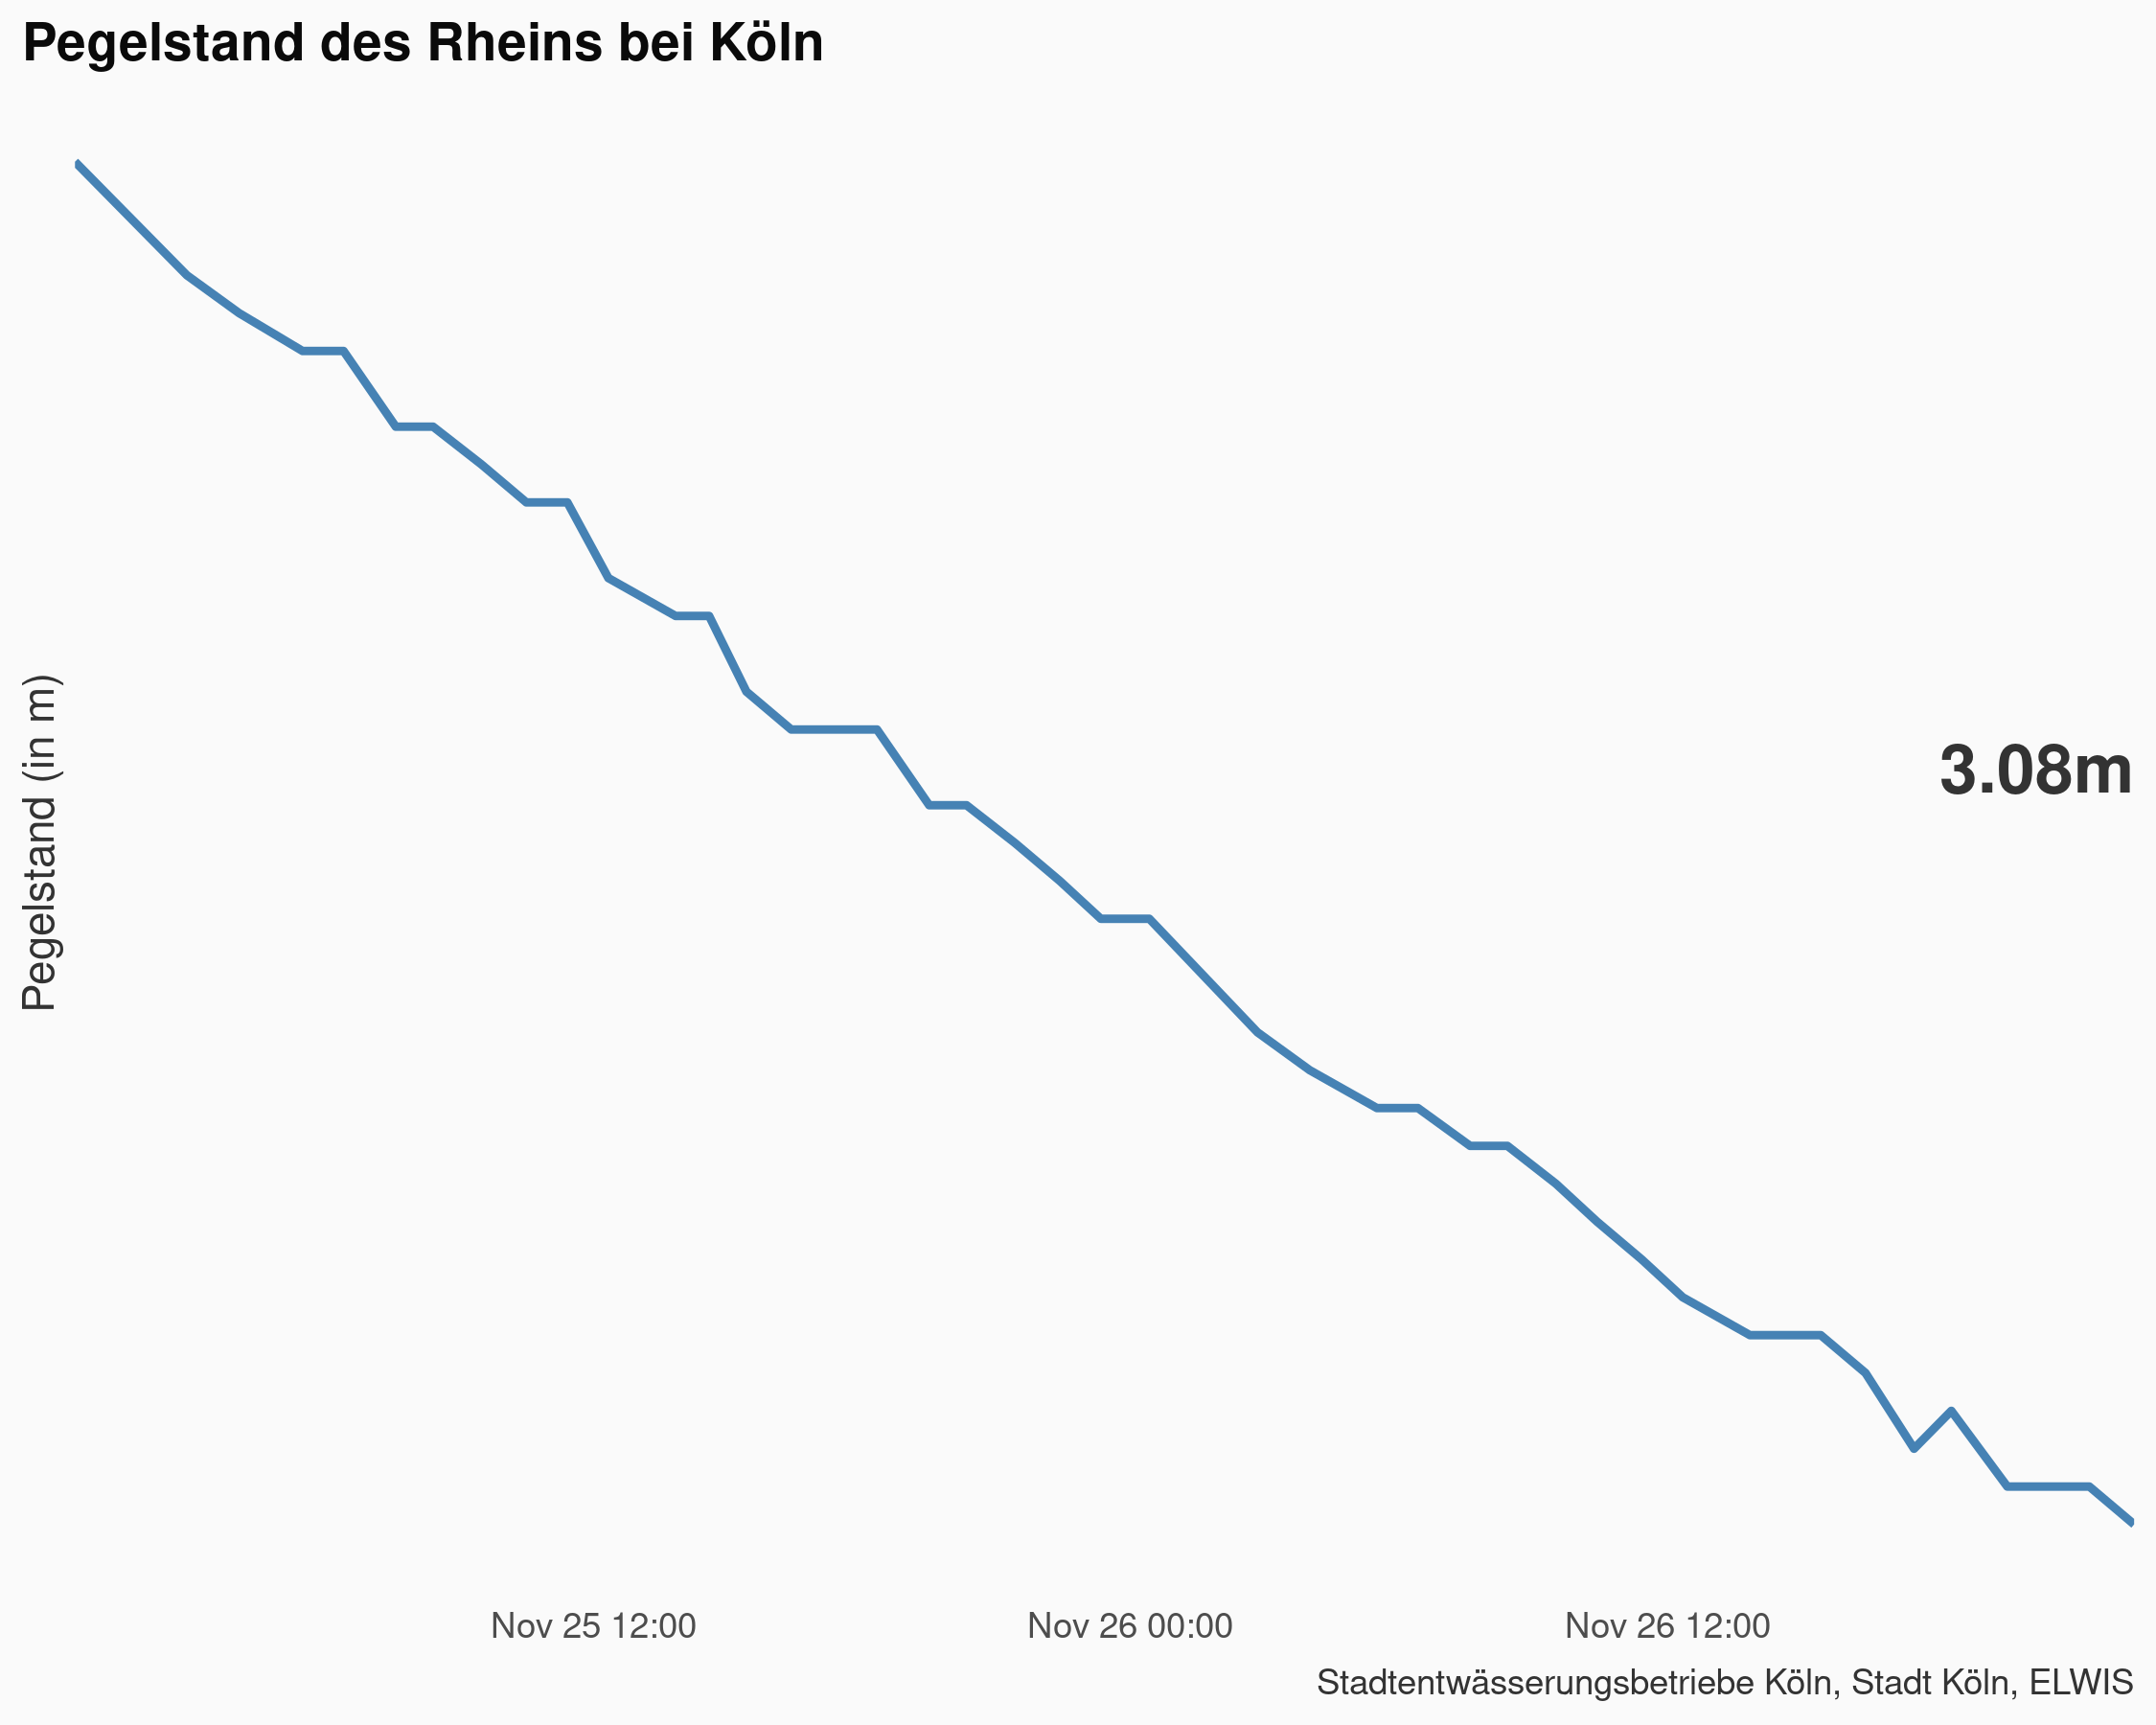 Pegelstand des Rheins bei Köln
Pegelstand (in m)
3.08m
Nov 25 12:00
Nov 26 00:00
Nov 26 12:00
Stadtentwässerungsbetriebe Köln, Stadt Köln, ELWIS